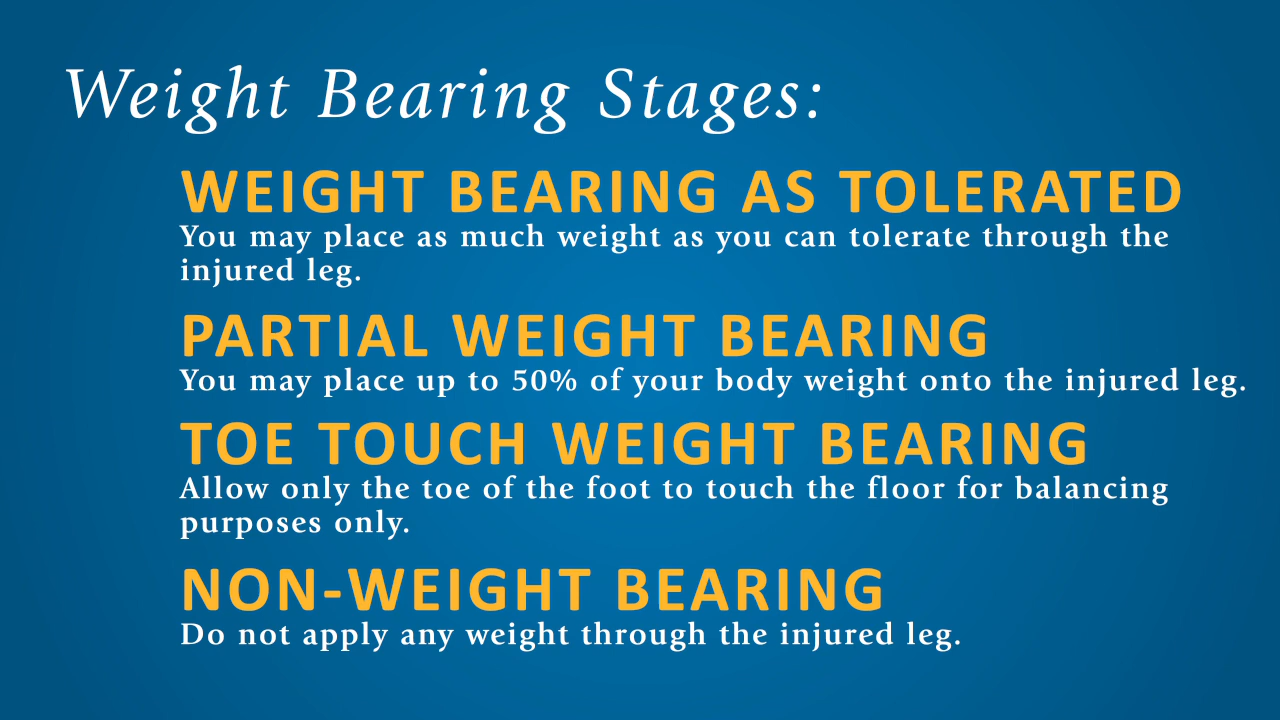 Weight Bearing Stages:
WEIGHT BEARING AS TOLERATED
You may place as much weight as you can tolerate through the
injured leg.
PARTIAL WEIGHT BEARING
You may place up to 50% of your body weight onto the injured leg.
TOE TOUCH WEIGHT BEARING
Allow only the toe of the foot to touch the floor for balancing
purposes only.
NON-WEIGHT BEARING
Do not apply any weight through the injured leg.